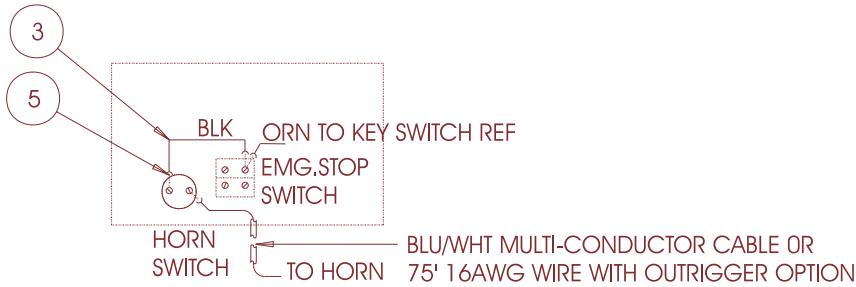 3
5
BLK
ORN TO KEY SWITCH REF
EMG.STOP
SWITCH
HORN
SWITCH
TO HORN
BLU/WHT MULTI-CONDUCTOR CABLE OR
75' 16AWG WIRE WITH OUTRIGGER OPTION